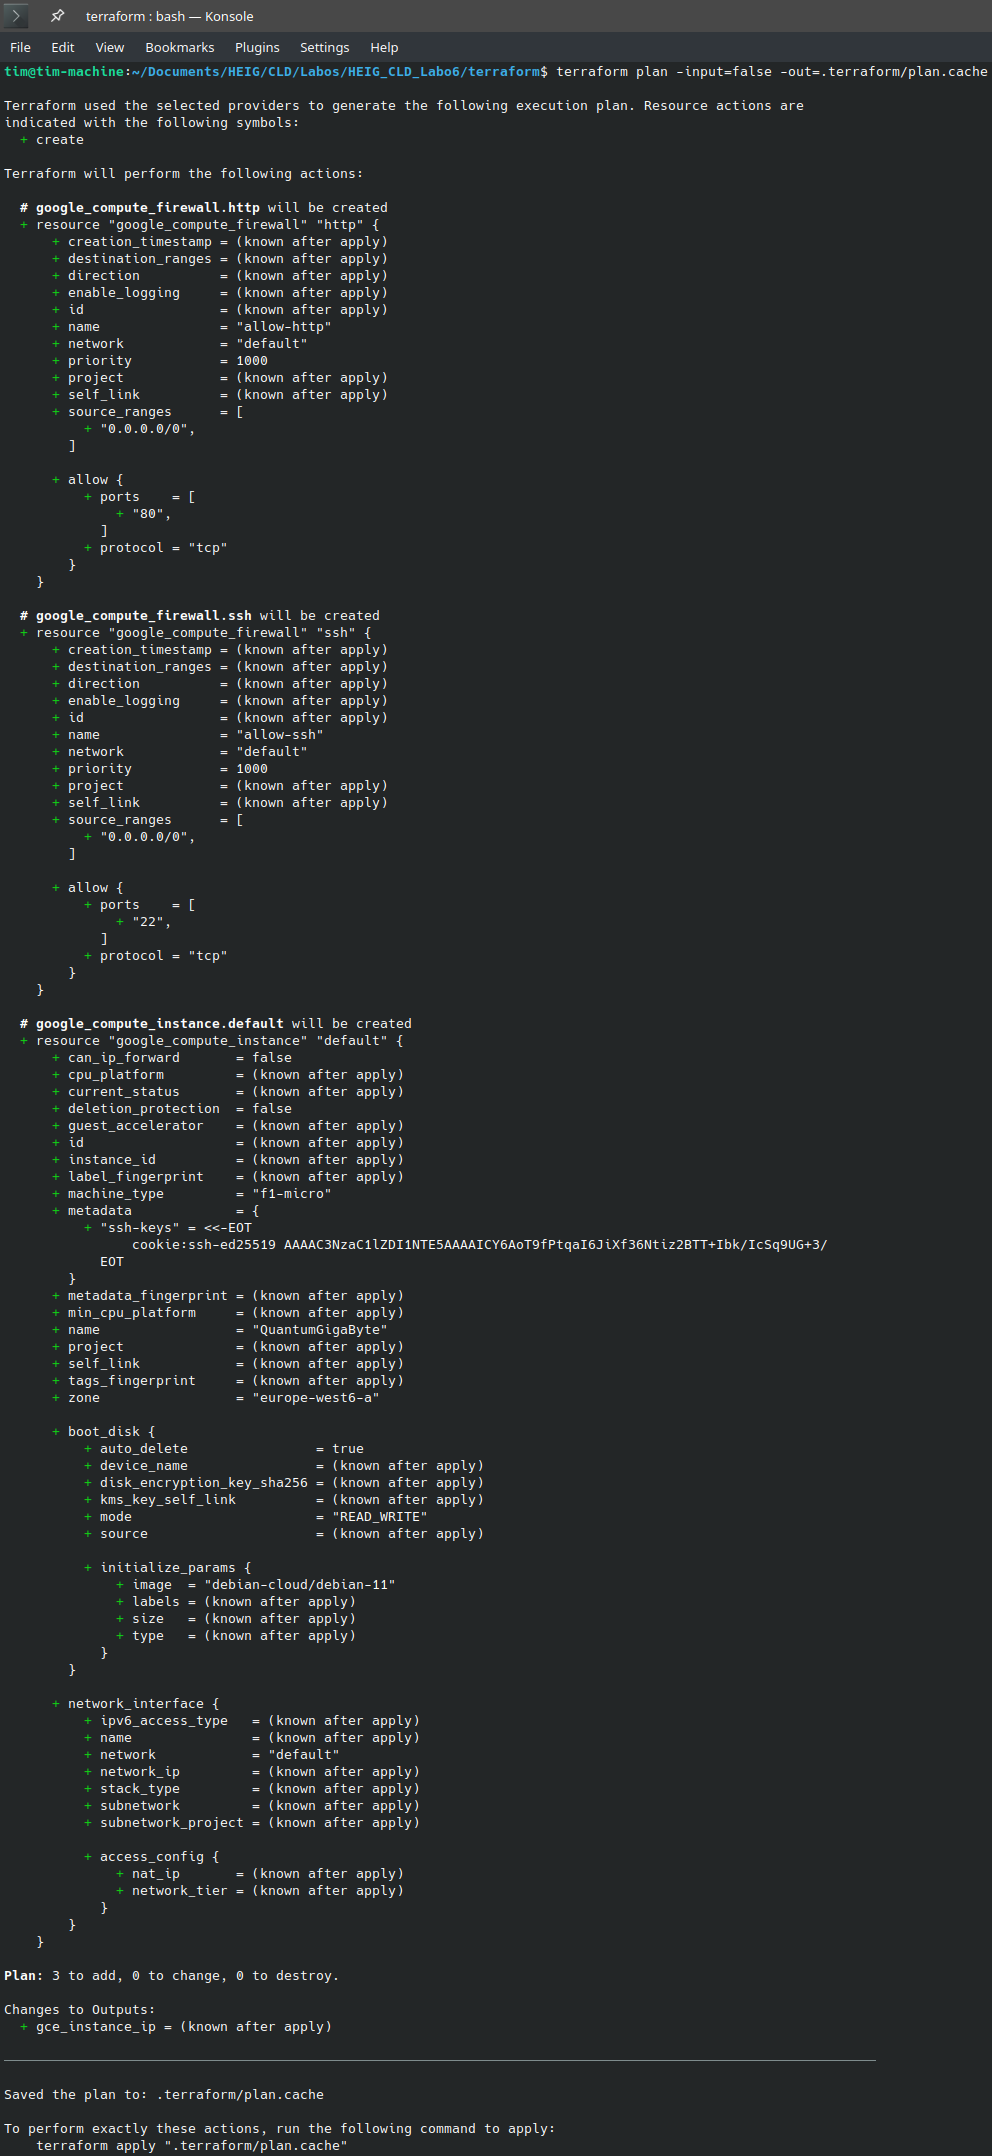 terraform : bash — Konsole
File Edit View Bookmarks Plugins Settings Help
tim@tim-machine:~/Documents/HEIG/CLD/Labos/HEIG_CLD_Labo6/terraform$ terraform plan -input=false -out=.terraform/plan.cache
Terraform used the selected providers to generate the following execution plan. Resource actions are
indicated with the following symbols:
  + create
Terraform will perform the following actions:
  # google_compute_firewall.http will be created
  + resource "google_compute_firewall" "http" {
      + creation_timestamp = (known after apply)
      + destination_ranges = (known after apply)
      + direction          = (known after apply)
      + enable_logging     = (known after apply)
      + id                 = (known after apply)
      + name               = "allow-http"
      + network            = "default"
      + priority           = 1000
      + project            = (known after apply)
      + self_link          = (known after apply)
      + source_ranges      = [
          + "0.0.0.0/0",
        ]
      + allow {
          + ports    = [
              + "80",
            ]
          + protocol = "tcp"
        }
    }
  # google_compute_firewall.ssh will be created
  + resource "google_compute_firewall" "ssh" {
      + creation_timestamp = (known after apply)
      + destination_ranges = (known after apply)
      + direction          = (known after apply)
      + enable_logging     = (known after apply)
      + id                 = (known after apply)
      + name               = "allow-ssh"
      + network            = "default"
      + priority           = 1000
      + project            = (known after apply)
      + self_link          = (known after apply)
      + source_ranges      = [
          + "0.0.0.0/0",
        ]
      + allow {
          + ports    = [
              + "22",
            ]
          + protocol = "tcp"
        }
    }
  # google_compute_instance.default will be created
  + resource "google_compute_instance" "default" {
      + can_ip_forward       = false
      + cpu_platform         = (known after apply)
      + current_status       = (known after apply)
      + deletion_protection  = false
      + guest_accelerator    = (known after apply)
      + id                   = (known after apply)
      + instance_id          = (known after apply)
      + label_fingerprint    = (known after apply)
      + machine_type         = "f1-micro"
      + metadata             = {
          + "ssh-keys" = <<-EOT
                cookie:ssh-ed25519 AAAAC3NzaC1lZDI1NTE5AAAAICY6AoT9fPtqaI6JiXf36Ntiz2BTT+Ibk/IcSq9UG+3/
            EOT
        }
      + metadata_fingerprint = (known after apply)
      + min_cpu_platform     = (known after apply)
      + name                 = "QuantumGigaByte"
      + project              = (known after apply)
      + self_link            = (known after apply)
      + tags_fingerprint     = (known after apply)
      + zone                 = "europe-west6-a"
      + boot_disk {
          + auto_delete                = true
          + device_name                = (known after apply)
          + disk_encryption_key_sha256 = (known after apply)
          + kms_key_self_link          = (known after apply)
          + mode                       = "READ_WRITE"
          + source                     = (known after apply)
          + initialize_params {
              + image  = "debian-cloud/debian-11"
              + labels = (known after apply)
              + size   = (known after apply)
              + type   = (known after apply)
            }
        }
      + network_interface {
          + ipv6_access_type   = (known after apply)
          + name               = (known after apply)
          + network            = "default"
          + network_ip         = (known after apply)
          + stack_type         = (known after apply)
          + subnetwork         = (known after apply)
          + subnetwork_project = (known after apply)
          + access_config {
              + nat_ip       = (known after apply)
              + network_tier = (known after apply)
            }
        }
    }
Plan: 3 to add, 0 to change, 0 to destroy.
Changes to Outputs:
  + gce_instance_ip = (known after apply)
Saved the plan to: .terraform/plan.cache
To perform exactly these actions, run the following command to apply:
    terraform apply ".terraform/plan.cache"